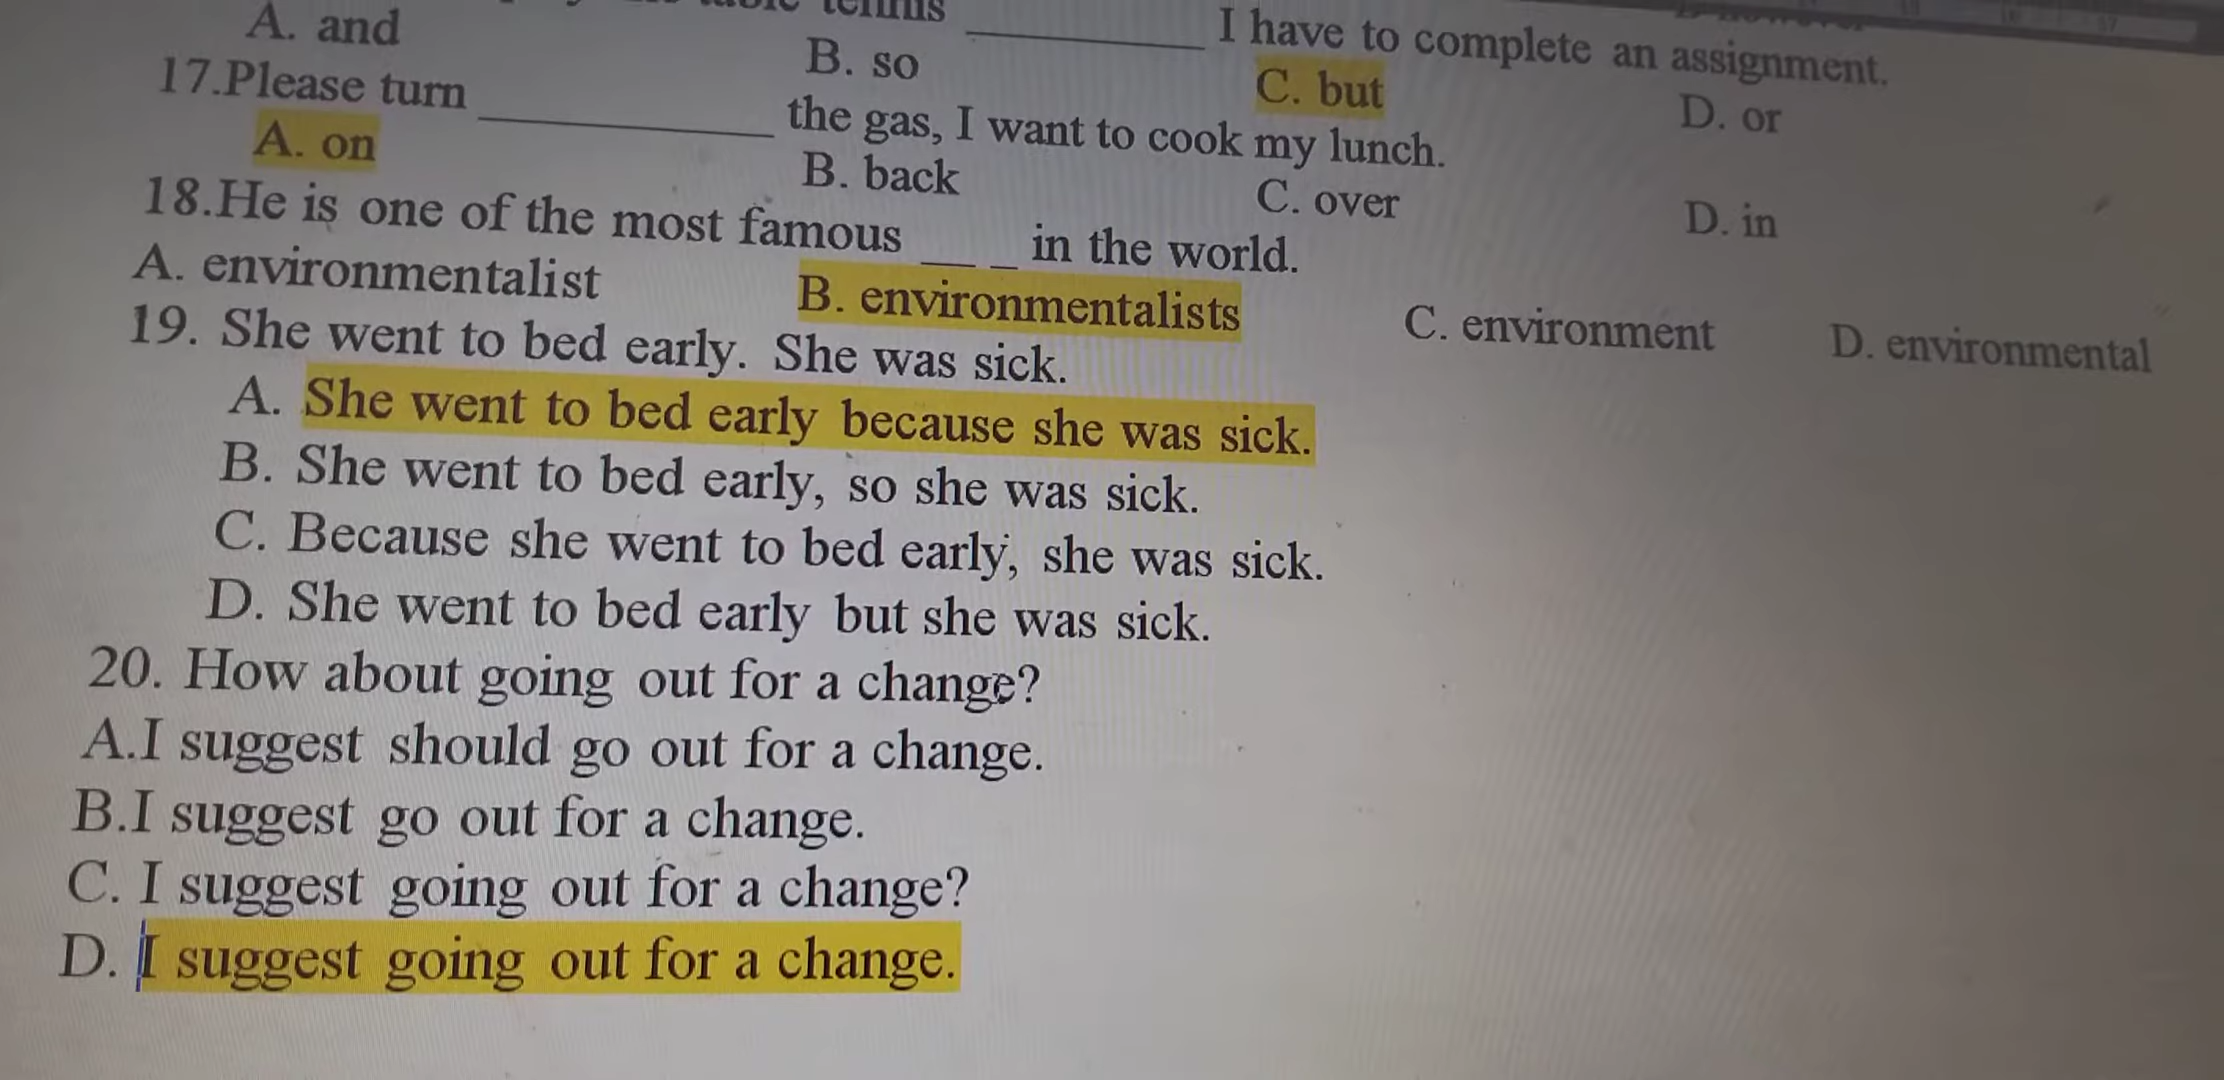 tennis __________ I have to complete an assignment.
A. and B. so C. but D. or
17.Please turn ____________ the gas, I want to cook my lunch.
A. on B. back C. over D. in
18.He is one of the most famous __ _ in the world.
A. environmentalist B. environmentalists C. environment D. environmental
19. She went to bed early. She was sick.
A. She went to bed early because she was sick.
B. She went to bed early, so she was sick.
C. Because she went to bed early, she was sick.
D. She went to bed early but she was sick.
20. How about going out for a change?
A.I suggest should go out for a change.
B.I suggest go out for a change.
C. I suggest going out for a change?
D. I suggest going out for a change.